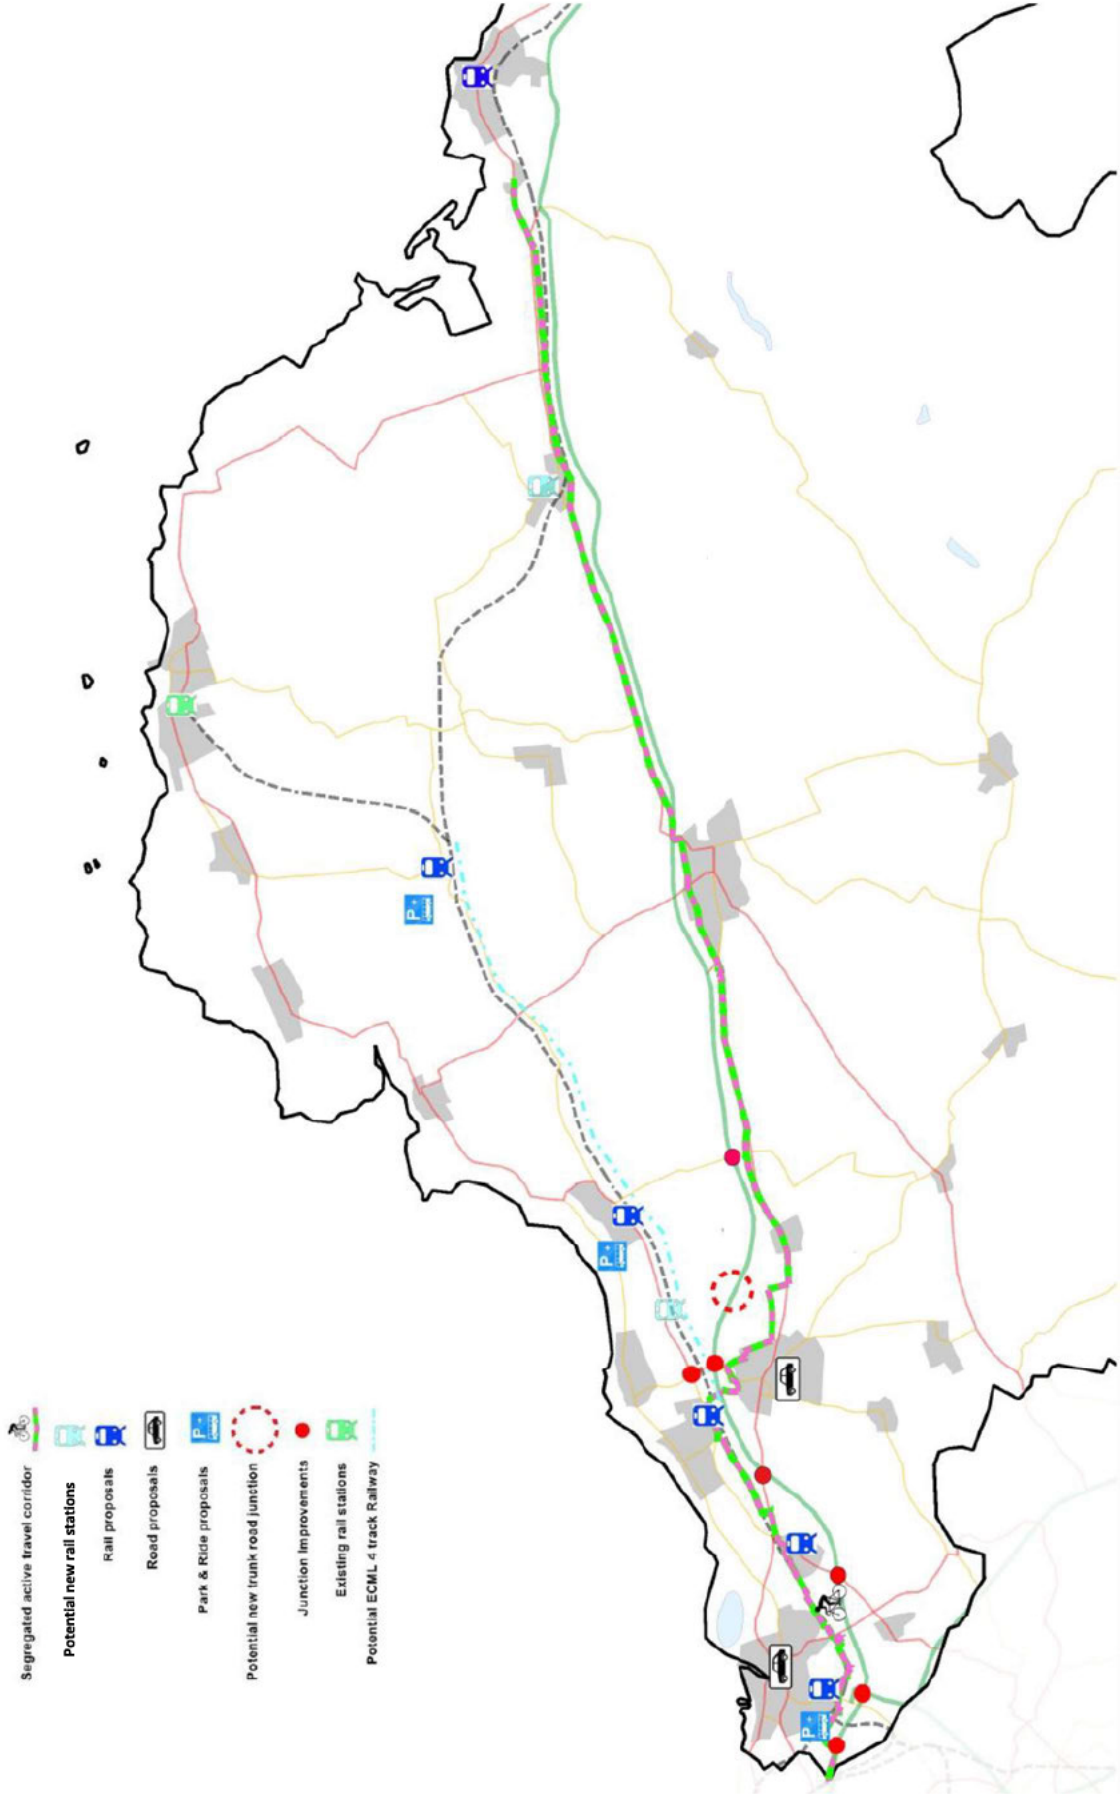 Segregated active travel corridor
Potential new rail stations
Rail proposals
Road proposals
Park & Ride proposals
Potential new trunk road junction
Junction Improvements
Existing rail stations
Potential ECML 4 track Railway
P+
P+
P+
P+